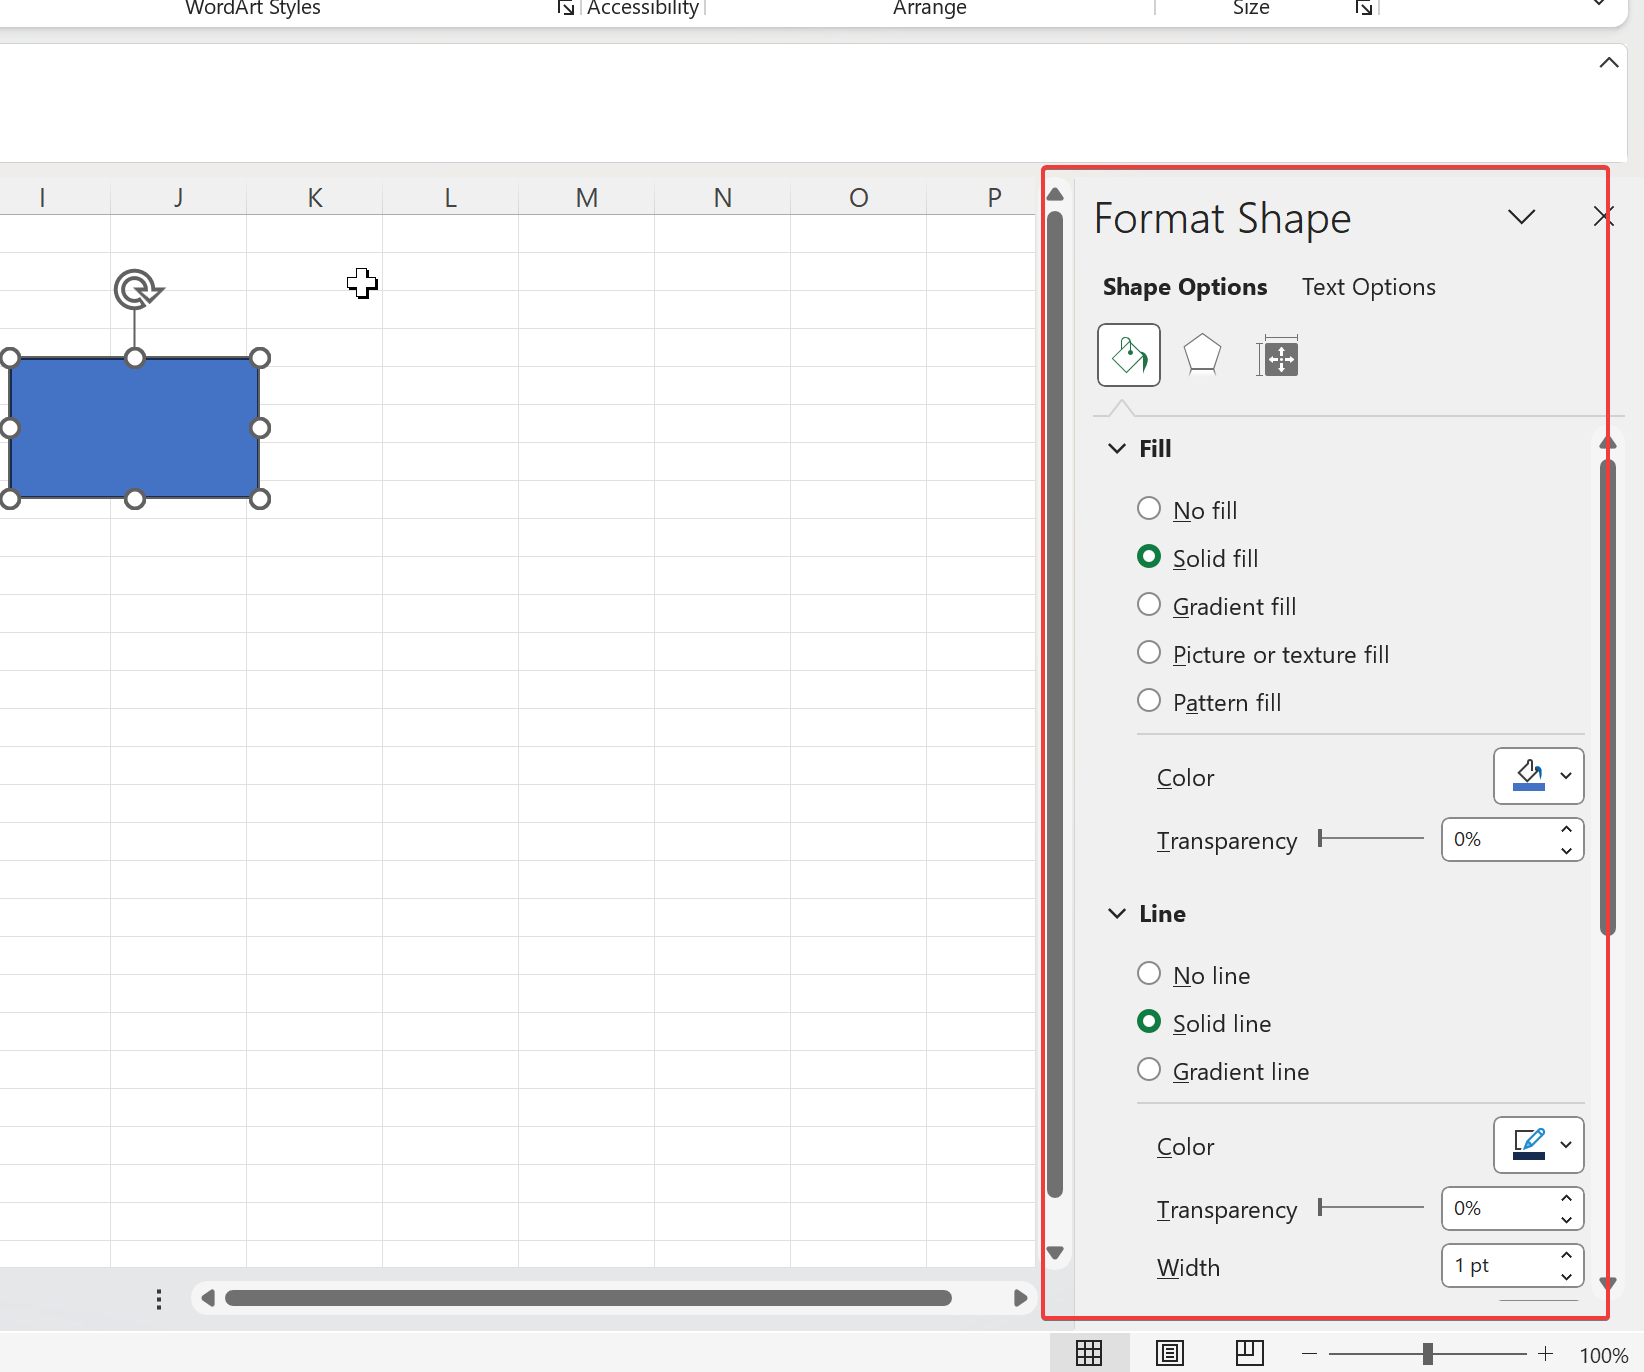 WordArt Styles Accessibility Arrange Size
I J K L M N O P
Format Shape
Shape Options Text Options
Fill
No fill
Solid fill
Gradient fill
Picture or texture fill
Pattern fill
Color
Transparency 0%
Line
No line
Solid line
Gradient line
Color
Transparency 0%
Width 1 pt
100%